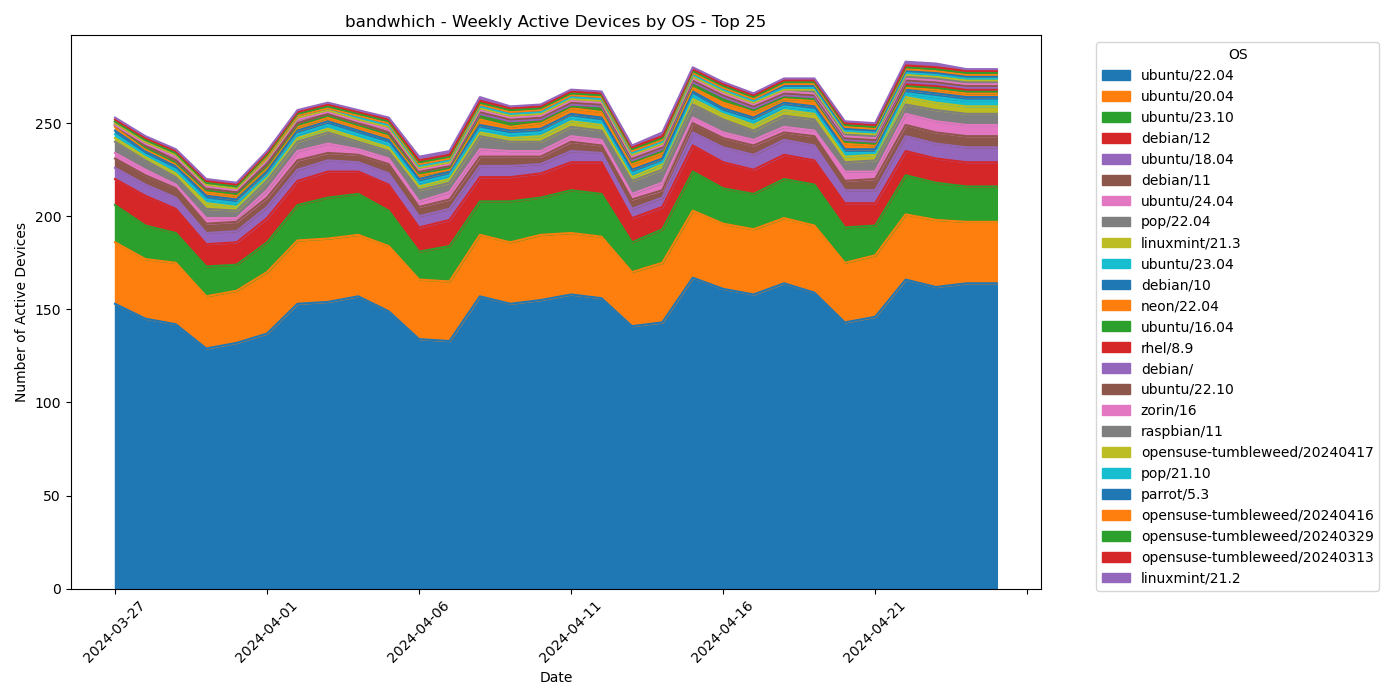 bandwhich - Weekly Active Devices by OS - Top 25
Number of Active Devices
250
200
150
100
50
0
2024-03-27
2024-04-01
2024-04-06
2024-04-11
2024-04-16
2024-04-21
Date
OS
ubuntu/22.04
ubuntu/20.04
ubuntu/23.10
debian/12
ubuntu/18.04
debian/11
ubuntu/24.04
pop/22.04
linuxmint/21.3
ubuntu/23.04
debian/10
neon/22.04
ubuntu/16.04
rhel/8.9
debian/
ubuntu/22.10
zorin/16
raspbian/11
opensuse-tumbleweed/20240417
pop/21.10
parrot/5.3
opensuse-tumbleweed/20240416
opensuse-tumbleweed/20240329
opensuse-tumbleweed/20240313
linuxmint/21.2